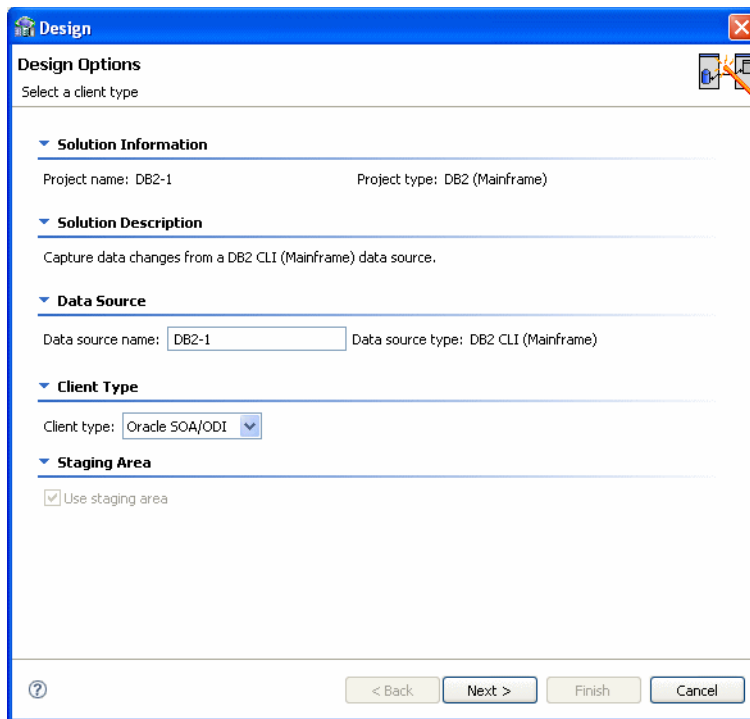 Design
Design Options
Select a client type
Solution Information
Project name: DB2-1 Project type: DB2 (Mainframe)
Solution Description
Capture data changes from a DB2 CLI (Mainframe) data source.
Data Source
Data source name: DB2-1 Data source type: DB2 CLI (Mainframe)
Client Type
Client type: Oracle SOA/ODI
Staging Area
Use staging area
? < Back Next > Finish Cancel